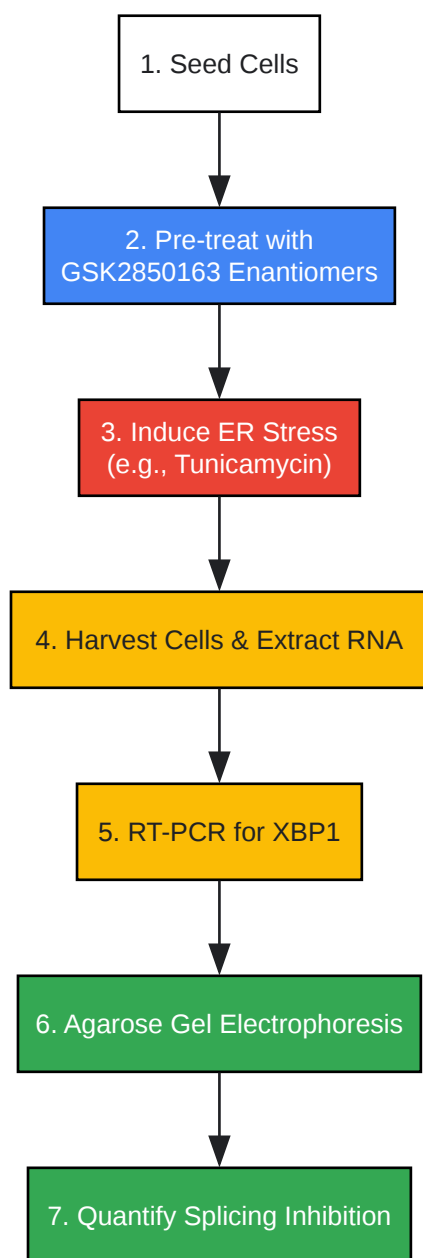 1. Seed Cells
2. Pre-treat with
GSK2850163 Enantiomers
3. Induce ER Stress
(e.g., Tunicamycin)
4. Harvest Cells & Extract RNA
5. RT-PCR for XBP1
6. Agarose Gel Electrophoresis
7. Quantify Splicing Inhibition